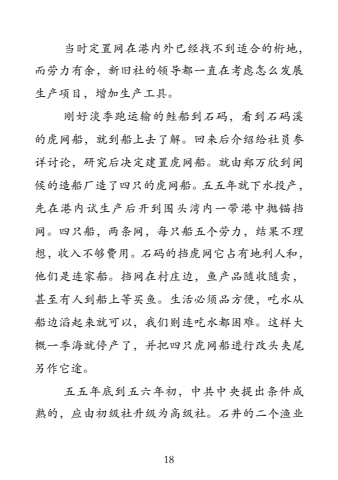 当时定置网在港内外已经找不到适合的桁地，
而劳力有余，新旧社的领导都一直在考虑怎么发展
生产项目，增加生产工具。
刚好淡季跑运输的鲑船到石码，看到石码溪
的虎网船，就到船上去了解。回来后介绍给社员参
详讨论，研究后决定建置虎网船。就由郑万欣到闽
候的造船厂造了四只的虎网船。五五年就下水投产，
先在港内试生产后开到围头湾内一带港中抛锚挡
网。四只船，两条网，每只船五个劳力，结果不理
想，收入不够费用。石码的挡虎网它占有地利人和，
他们是连家船。挡网在村庄边，鱼产品随收随卖，
甚至有人到船上等买鱼。生活必须品方便，吃水从
船边滔起来就可以，我们则连吃水都困难。这样大
概一季海就停产了，并把四只虎网船进行改头夹尾
另作它途。
五五年底到五六年初，中共中央提出条件成
熟的，应由初级社升级为高级社。石井的二个渔业
18